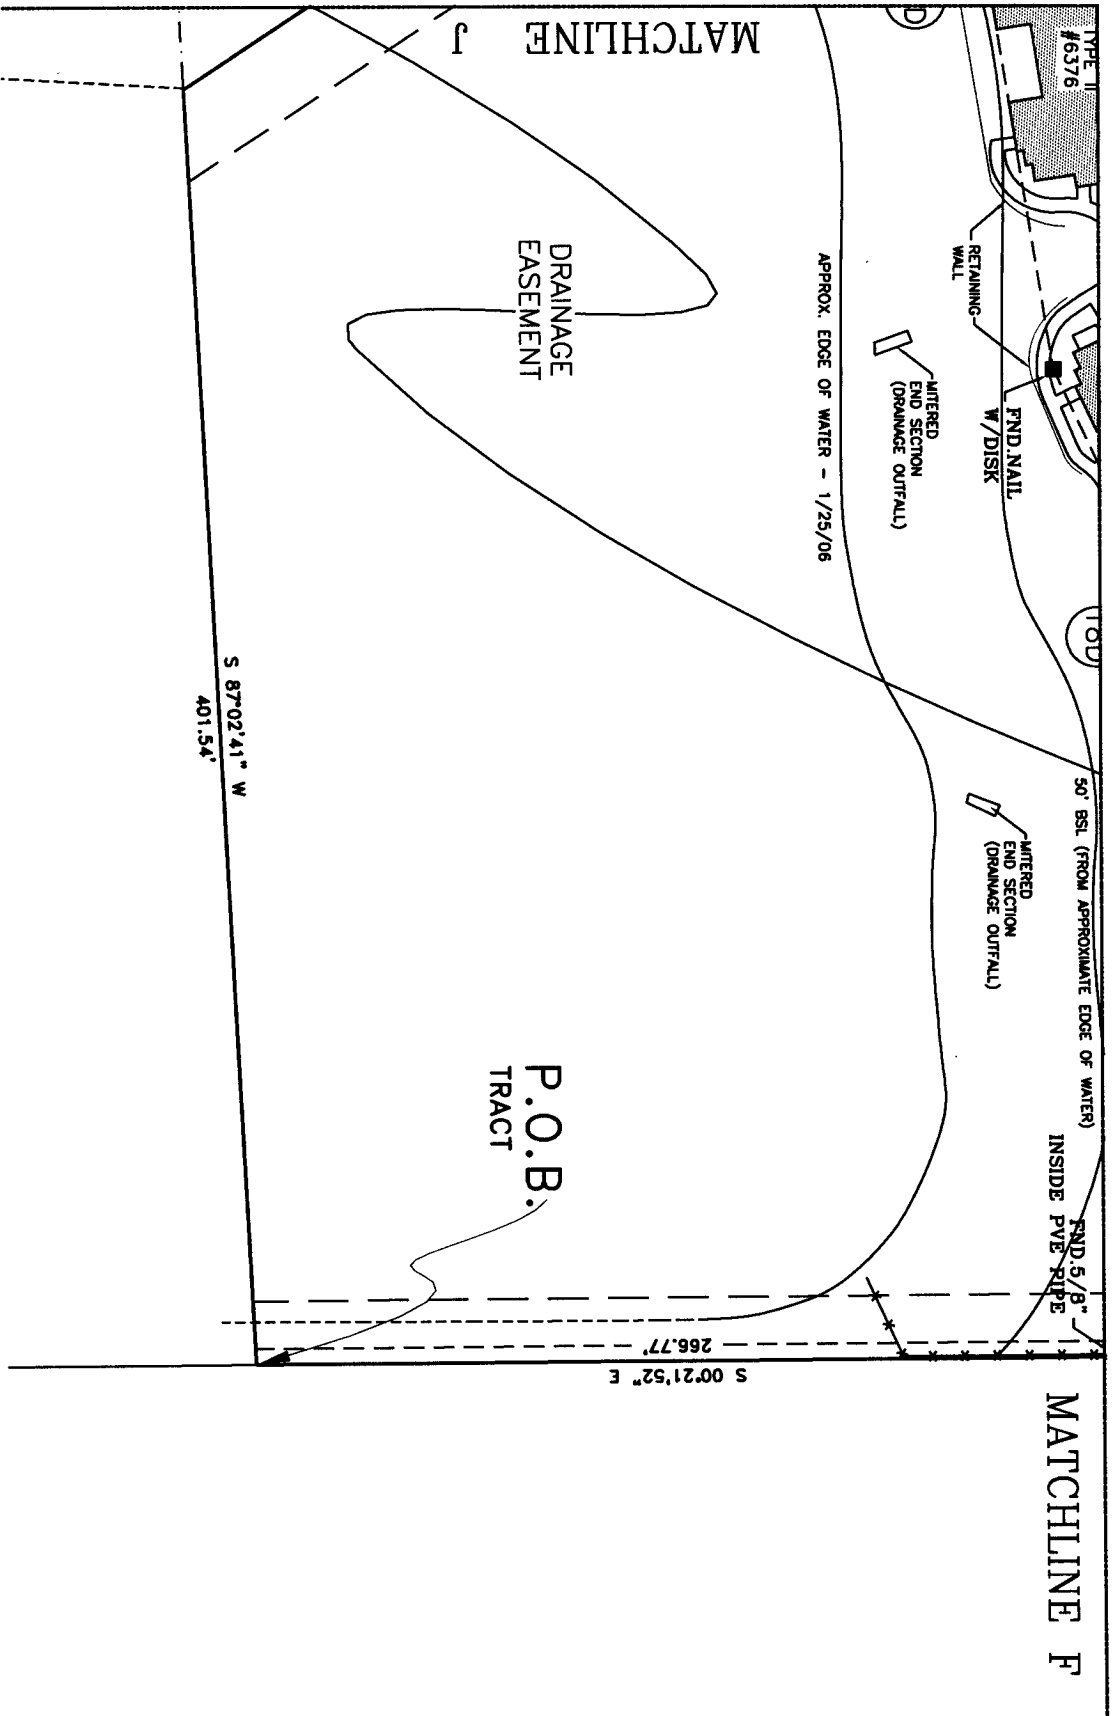 MATCHLINE J
TYPE II
#6376
D
RETAINING
WALL
FND.NAIL
W/DISK
MITERED
END SECTION
(DRAINAGE OUTFALL)
APPROX. EDGE OF WATER - 1/25/06
DRAINAGE
EASEMENT
18D
50' BSL (FROM APPROXIMATE EDGE OF WATER)
MITERED
END SECTION
(DRAINAGE OUTFALL)
FND.5/8"
INSIDE PVE PIPE
S 87°02'41" W
401.54'
P.O.B.
TRACT
266.77'
S 00°21'52" E
MATCHLINE F